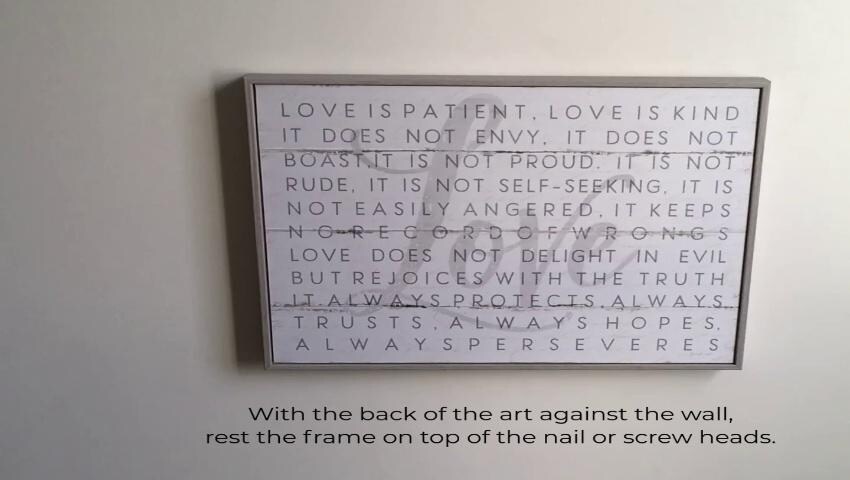 Love
LOVE IS PATIENT, LOVE IS KIND
IT DOES NOT ENVY, IT DOES NOT
BOAST, IT IS NOT PROUD. IT IS NOT
RUDE, IT IS NOT SELF-SEEKING, IT IS
NOT EASILY ANGERED, IT KEEPS
NO RECORD OF WRONGS
LOVE DOES NOT DELIGHT IN EVIL
BUT REJOICES WITH THE TRUTH
IT ALWAYS PROTECTS, ALWAYS
TRUSTS, ALWAYS HOPES,
ALWAYS PERSEVERES
With the back of the art against the wall,
rest the frame on top of the nail or screw heads.